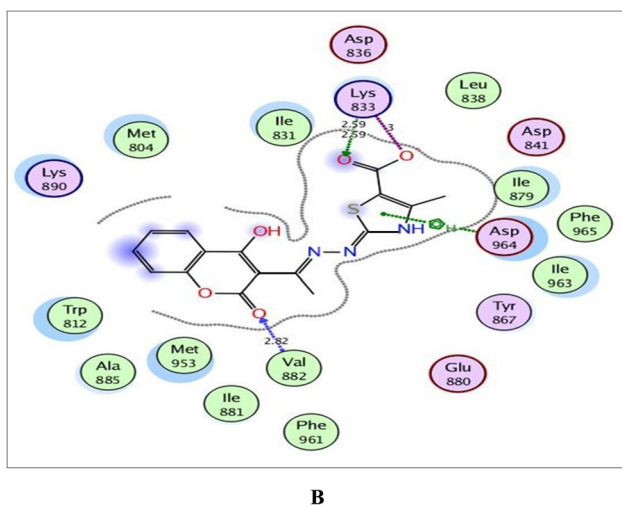 Asp
836
Lys
833
Leu
838
2.59
2.59
3
Ile
831
Met
804
Asp
841
Lys
890
O
O
Ile
879
S
Phe
965
OH
NH
H
Asp
964
N
N
Ile
963
O
O
Tyr
867
Trp
812
2.82
Met
953
Val
882
Glu
880
Ala
885
Ile
881
Phe
961
B